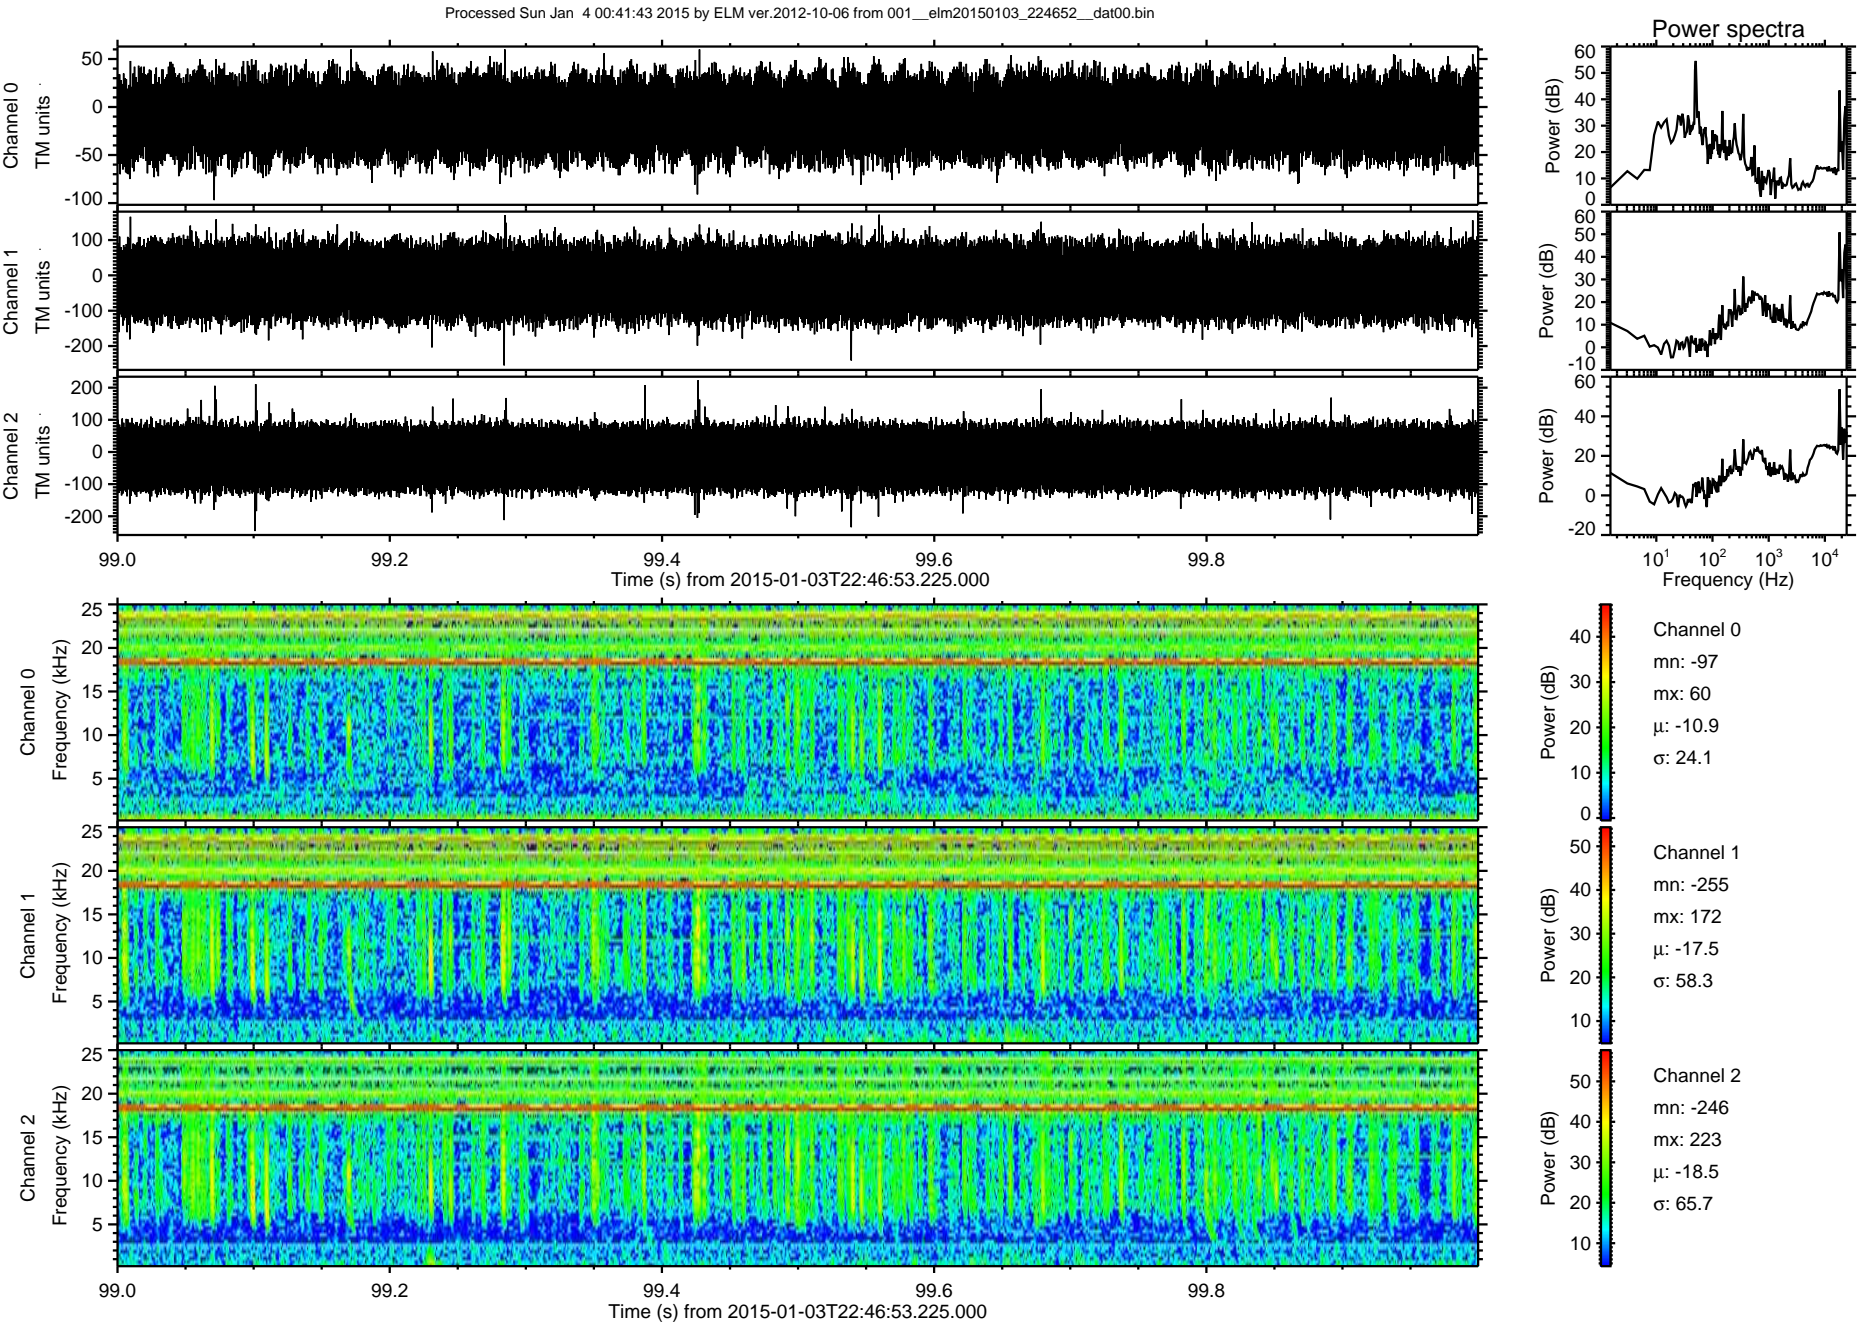 Processed Sun Jan  4 00:41:43 2015 by ELM ver.2012-10-06 from 001__elm20150103_224652__dat00.bin
Power spectra
Channel 0
TM units
50
0
-50
-100
Power (dB)
60
50
40
30
20
10
0
Channel 1
TM units
100
0
-100
-200
Power (dB)
60
50
40
30
20
10
0
-10
Channel 2
TM units
200
100
0
-100
-200
Power (dB)
60
40
20
0
-20
99.0 99.2 99.4 99.6 99.8
Time (s) from 2015-01-03T22:46:53.225.000
10^1 10^2 10^3 10^4
Frequency (Hz)
Channel 0
Frequency (kHz)
25
20
15
10
5
Power (dB)
40
30
20
10
0
Channel 0
mn: -97
mx: 60
μ: -10.9
σ: 24.1
Channel 1
Frequency (kHz)
25
20
15
10
5
Power (dB)
50
40
30
20
10
Channel 1
mn: -255
mx: 172
μ: -17.5
σ: 58.3
Channel 2
Frequency (kHz)
25
20
15
10
5
Power (dB)
50
40
30
20
10
Channel 2
mn: -246
mx: 223
μ: -18.5
σ: 65.7
99.0 99.2 99.4 99.6 99.8
Time (s) from 2015-01-03T22:46:53.225.000